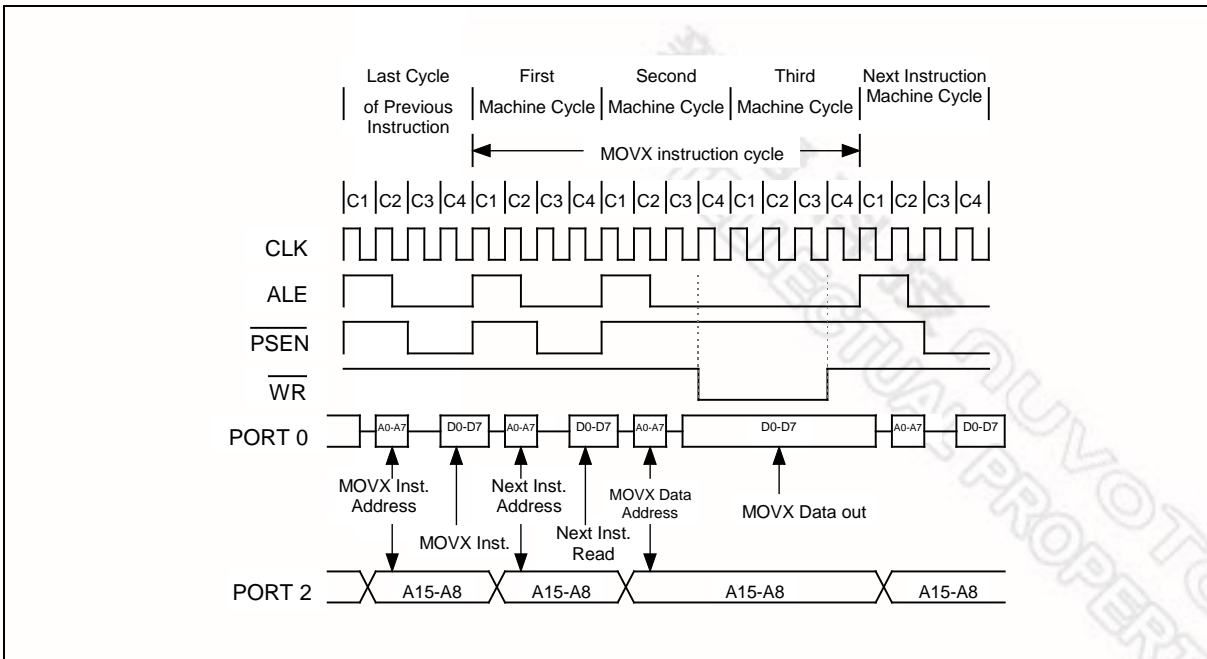 Last Cycle
of Previous
Instruction
First
Machine Cycle
Second
Machine Cycle
Third
Machine Cycle
Next Instruction
Machine Cycle
MOVX instruction cycle
C1 C2 C3 C4 C1 C2 C3 C4 C1 C2 C3 C4 C1 C2 C3 C4 C1 C2 C3 C4
CLK
ALE
PSEN
WR
PORT 0
A0-A7 D0-D7 A0-A7 D0-D7 A0-A7 D0-D7 A0-A7 D0-D7
MOVX Inst.
Address
MOVX Inst.
Next Inst.
Address
Next Inst.
Read
MOVX Data
Address
MOVX Data out
PORT 2
A15-A8 A15-A8 A15-A8 A15-A8